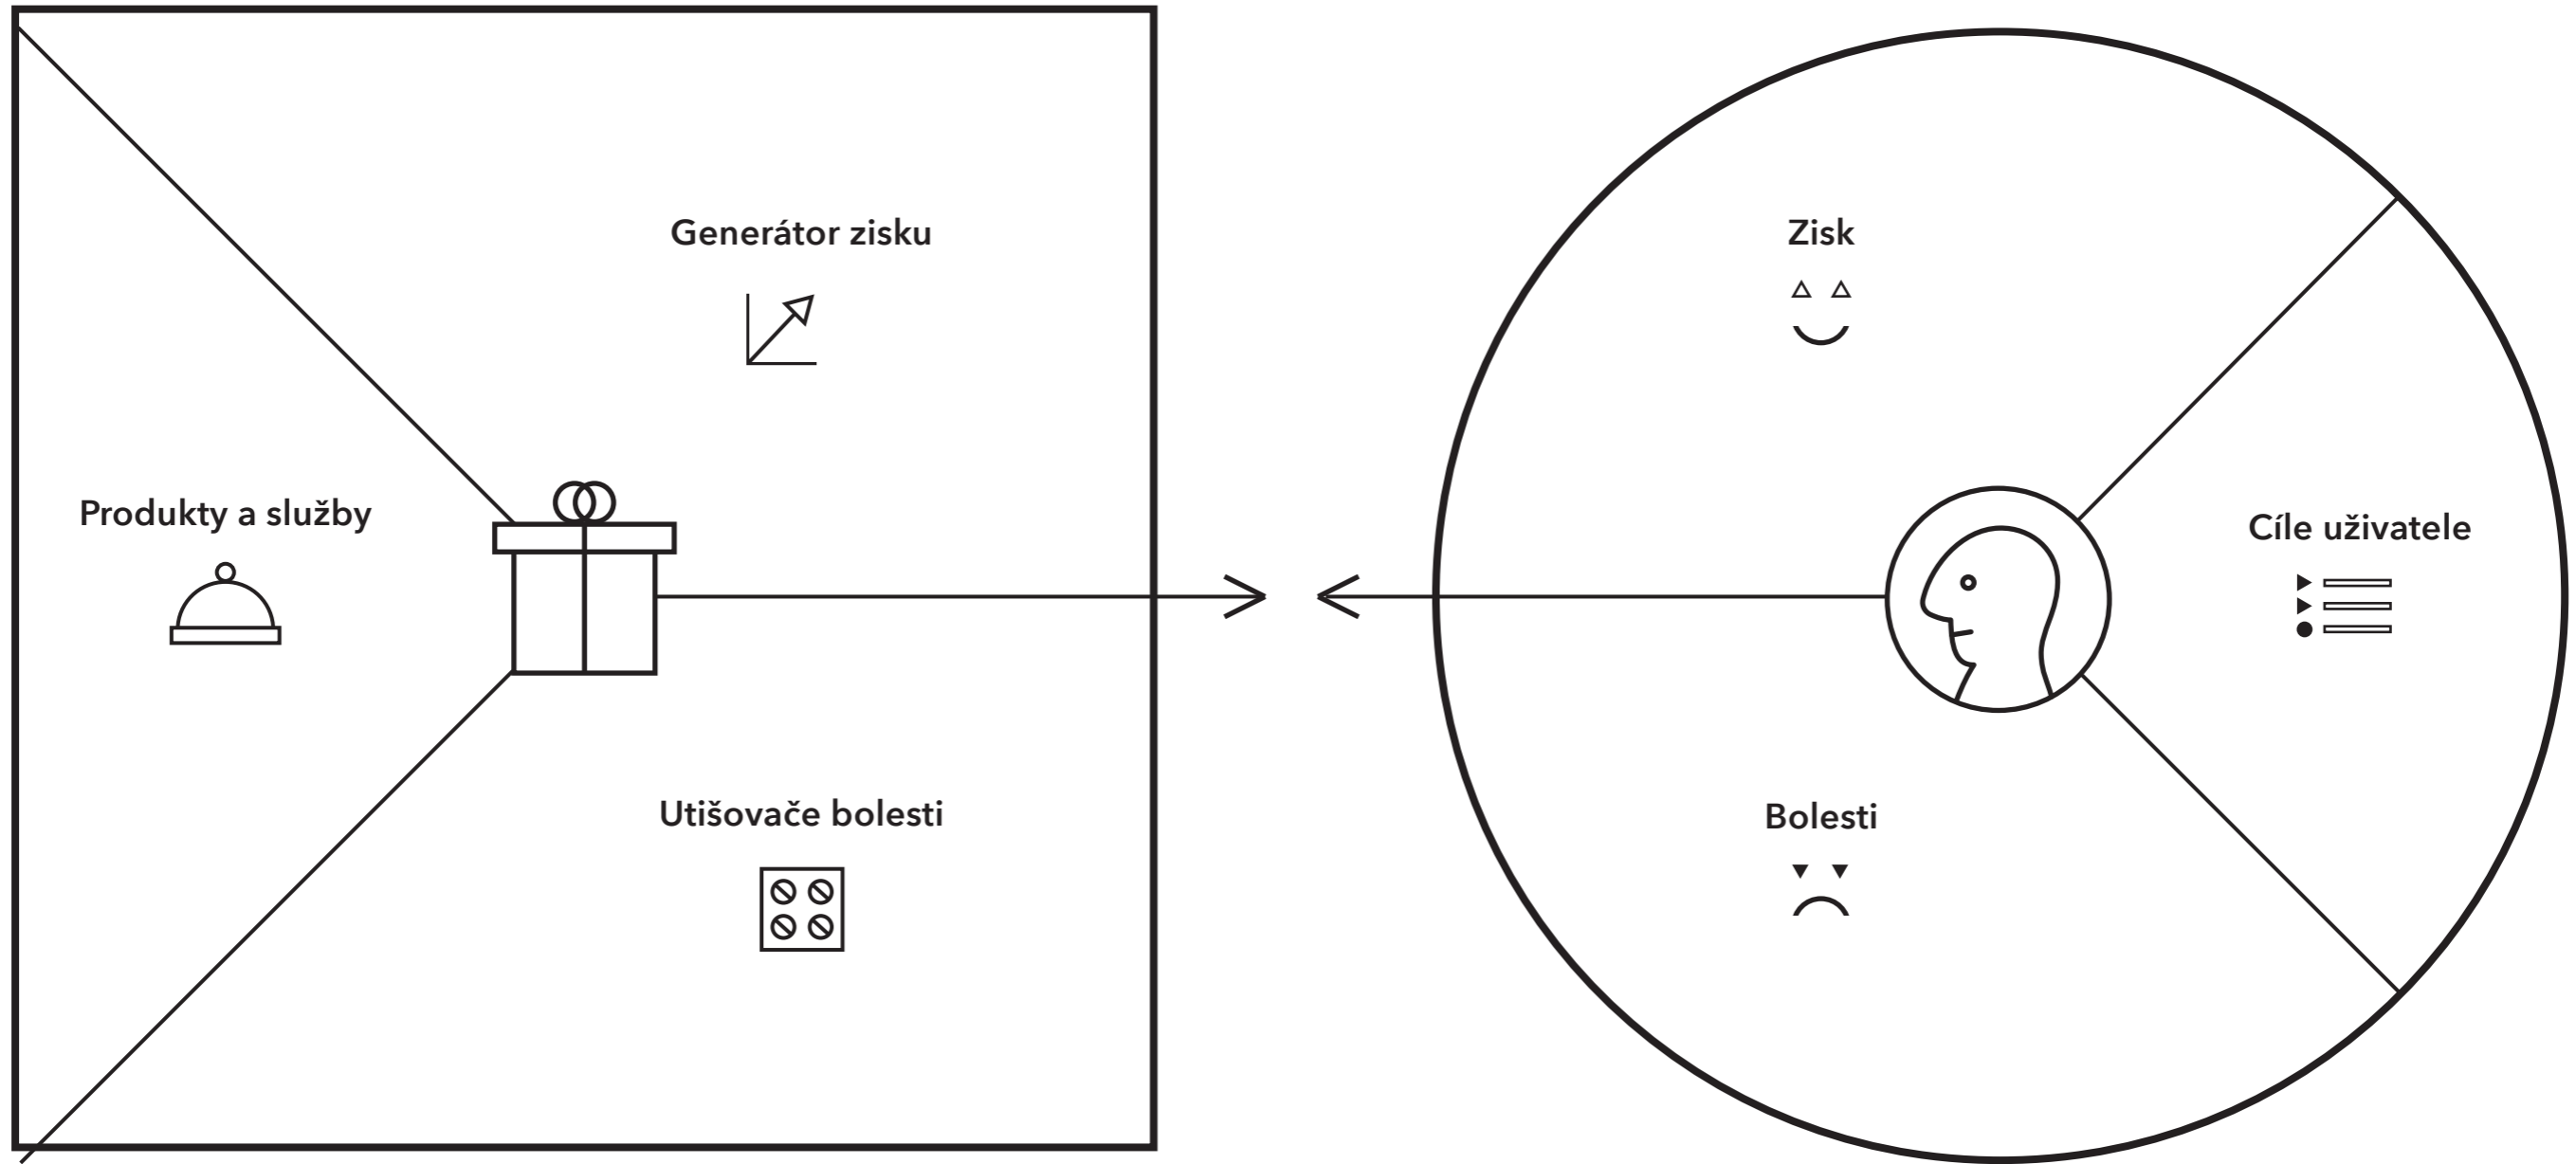 Generátor zisku
Produkty a služby
Utišovače bolesti
Zisk
Cíle uživatele
Bolesti